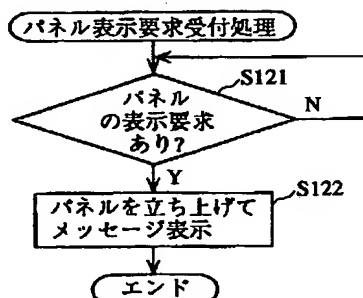 パネル表示要求受付処理
S121
パネル
の表示要求
あり?
N
Y
S122
パネルを立ち上げて
メッセージ表示
エンド